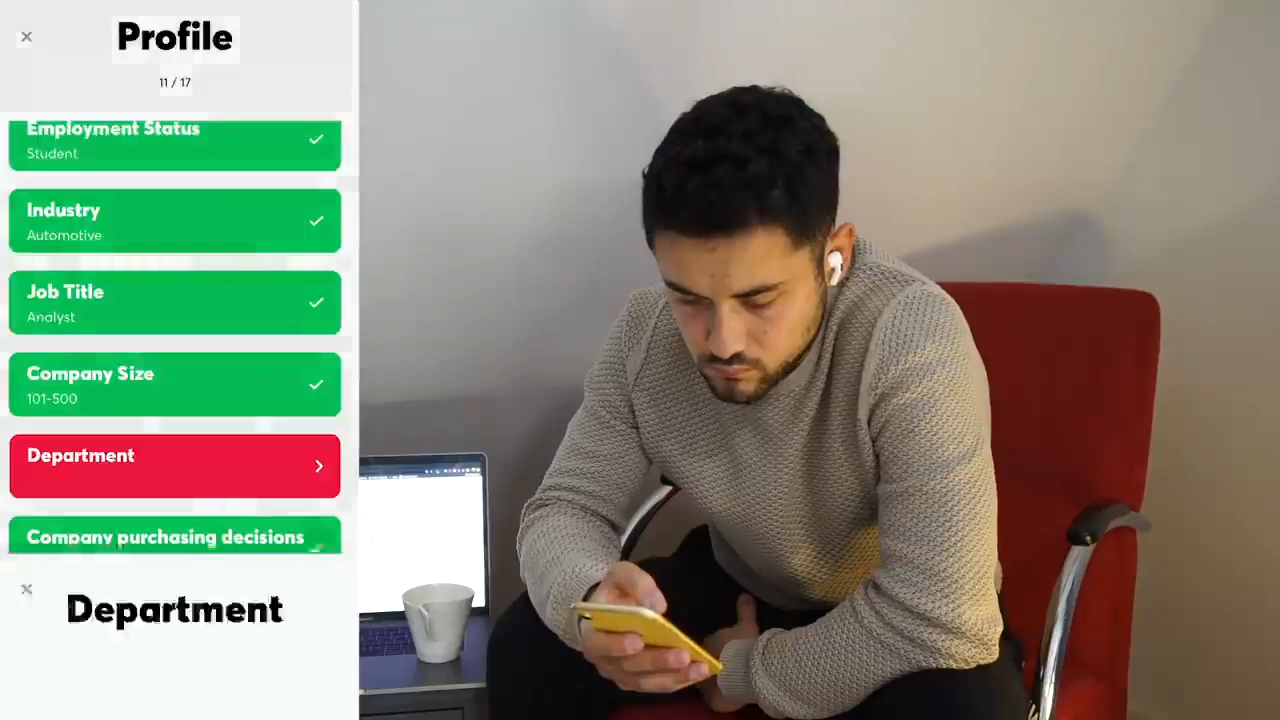 Profile
11 / 17
Employment Status
Student
Industry
Automotive
Job Title
Analyst
Company Size
101-500
Department
Company purchasing decisions
Department